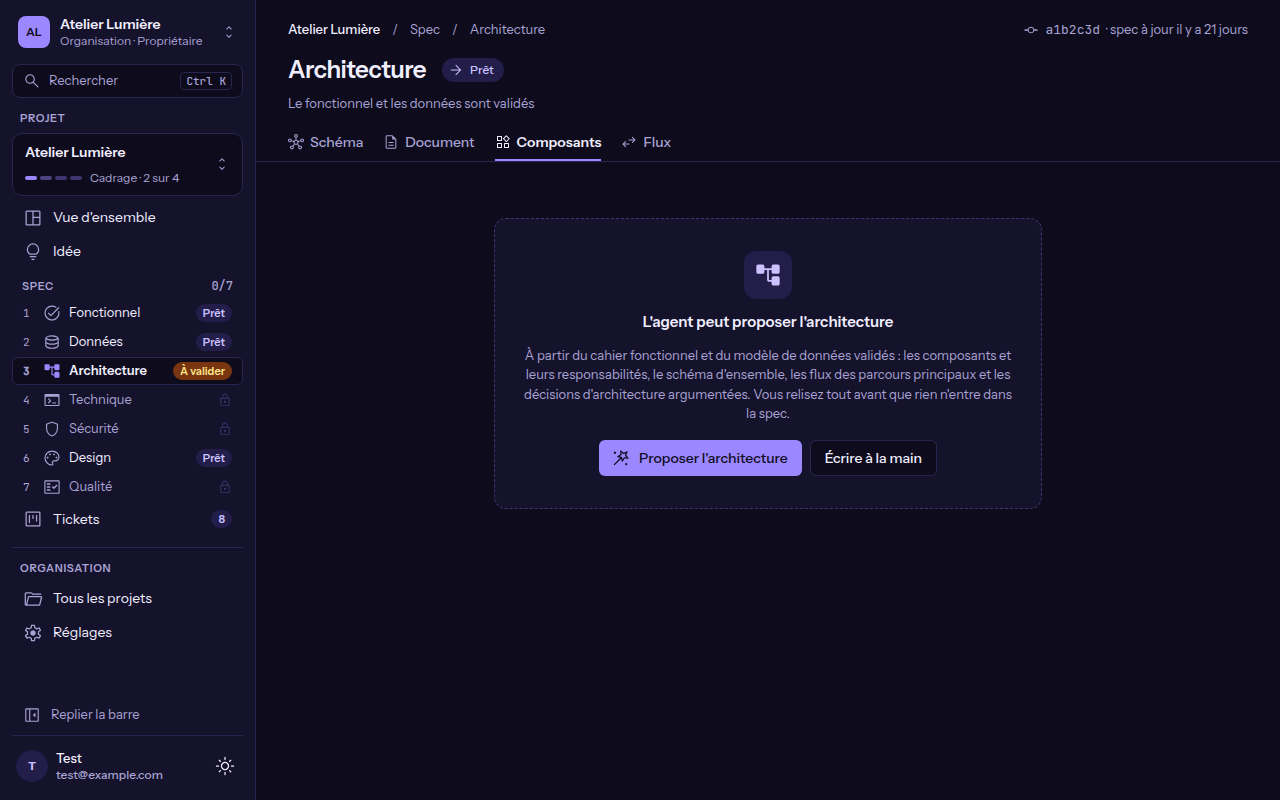 AL
Atelier Lumière
Organisation · Propriétaire
Rechercher
Ctrl K
PROJET
Atelier Lumière
Cadrage · 2 sur 4
Vue d'ensemble
Idée
SPEC 0/7
1 Fonctionnel Prêt
2 Données Prêt
3 Architecture À valider
4 Technique
5 Sécurité
6 Design Prêt
7 Qualité
Tickets 8
ORGANISATION
Tous les projets
Réglages
Replier la barre
T
Test
test@example.com
Atelier Lumière / Spec / Architecture
a1b2c3d · spec à jour il y a 21 jours
Architecture
Prêt
Le fonctionnel et les données sont validés
Schéma
Document
Composants
Flux
L'agent peut proposer l'architecture
À partir du cahier fonctionnel et du modèle de données validés : les composants et
leurs responsabilités, le schéma d'ensemble, les flux des parcours principaux et les
décisions d'architecture argumentées. Vous relisez tout avant que rien n'entre dans
la spec.
Proposer l'architecture
Écrire à la main